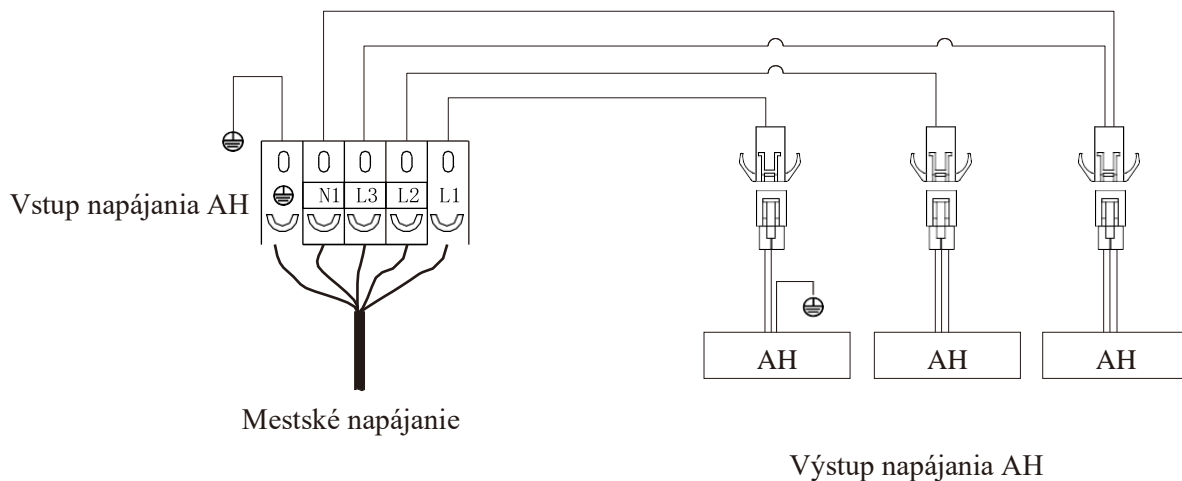 N1 L3 L2 L1
Vstup napájania AH
AH AH AH
Mestské napájanie
Výstup napájania AH